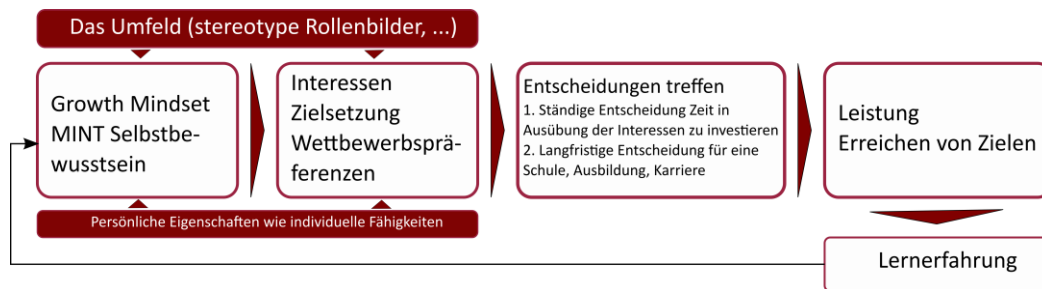 Das Umfeld (stereotype Rollenbilder, ...)
Growth Mindset
MINT Selbstbe-
wusstsein
Interessen
Zielsetzung
Wettbewerbsprä-
ferenzen
Entscheidungen treffen
1. Ständige Entscheidung Zeit in
Ausübung der Interessen zu investieren
2. Langfristige Entscheidung für eine
Schule, Ausbildung, Karriere
Leistung
Erreichen von Zielen
Persönliche Eigenschaften wie individuelle Fähigkeiten
Lernerfahrung